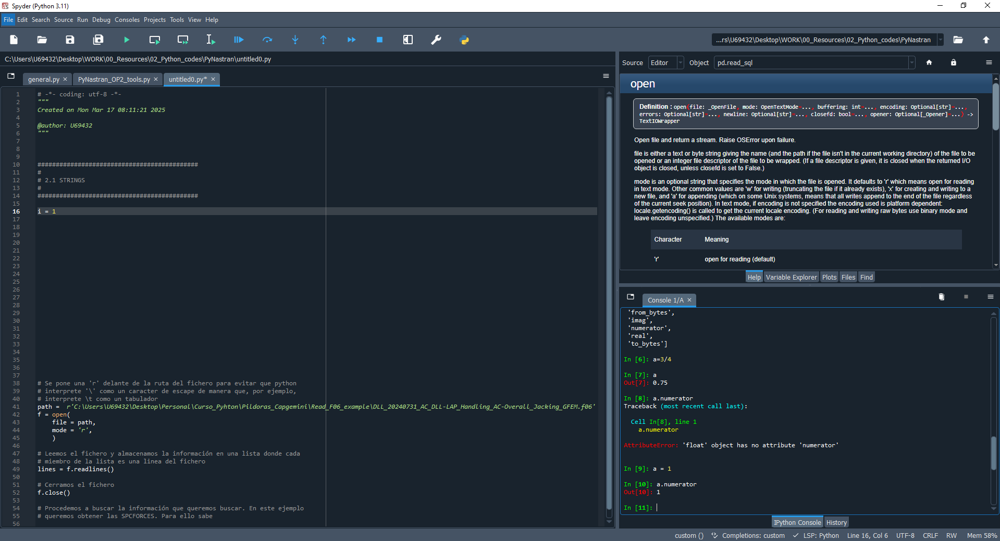 Spyder (Python 3.11)
File Edit Search Source Run Debug Consoles Projects Tools View Help
...rs\U69432\Desktop\WORK\00_Resources\02_Python_codes\PyNastran
C:\Users\U69432\Desktop\WORK\00_Resources\02_Python_codes\PyNastran\untitled0.py
general.py PyNastran_OP2_tools.py untitled0.py*
1 # -*- coding: utf-8 -*-
2 """
3 Created on Mon Mar 17 08:11:21 2025
4
5 @author: U69432
6 """
7
8
9
10 ############################################
11 #
12 # 2.1 STRINGS
13 #
14 ############################################
15
16 i = 1
17
18
19
20
21
22
23
24
25
26
27
28
29
30
31
32
33
34
35
36
37
38 # Se pone una 'r' delante de la ruta del fichero para evitar que python
39 # interprete '\' como un caracter de escape de manera que, por ejemplo,
40 # interprete \t como un tabulador
41 path = r'C:\Users\U69432\Desktop\Personal\Curso_Pyhton\Pildoras_Capgemini\Read_F06_example\DLL_20240731_AC_DLL-LAP_Handling_AC-Overall_Jacking_GFEM.f06'
42 f = open(
43 file = path,
44 mode = 'r',
45 )
46
47 # Leemos el fichero y almacenamos la información en una lista donde cada
48 # miembro de la lista es una linea del fichero
49 lines = f.readlines()
50
51 # Cerramos el fichero
52 f.close()
53
54 # Procedemos a buscar la información que queremos buscar. En este ejemplo
55 # queremos obtener las SPCFORCES. Para ello sabe
56
Source Editor Object pd.read_sql
open
Definition : open(file: _OpenFile, mode: OpenTextMode=..., buffering: int=..., encoding: Optional[str]=...,
errors: Optional[str]=..., newline: Optional[str]=..., closefd: bool=..., opener: Optional[_Opener]=...) ->
TextIOWrapper
Open file and return a stream. Raise OSError upon failure.
file is either a text or byte string giving the name (and the path if the file isn't in the current working directory) of the file to be
opened or an integer file descriptor of the file to be wrapped. (If a file descriptor is given, it is closed when the returned I/O
object is closed, unless closefd is set to False.)
mode is an optional string that specifies the mode in which the file is opened. It defaults to 'r' which means open for reading
in text mode. Other common values are 'w' for writing (truncating the file if it already exists), 'x' for creating and writing to a
new file, and 'a' for appending (which on some Unix systems, means that all writes append to the end of the file regardless
of the current seek position). In text mode, if encoding is not specified the encoding used is platform dependent:
locale.getencoding() is called to get the current locale encoding. (For reading and writing raw bytes use binary mode and
leave encoding unspecified.) The available modes are:
Character Meaning
'r' open for reading (default)
Help Variable Explorer Plots Files Find
Console 1/A
'from_bytes',
'imag',
'numerator',
'real',
'to_bytes']
In [6]: a=3/4
In [7]: a
Out[7]: 0.75
In [8]: a.numerator
Traceback (most recent call last):
Cell In[8], line 1
a.numerator
AttributeError: 'float' object has no attribute 'numerator'
In [9]: a = 1
In [10]: a.numerator
Out[10]: 1
In [11]:
IPython Console History
custom () Completions: custom LSP: Python Line 16, Col 6 UTF-8 CRLF RW Mem 58%